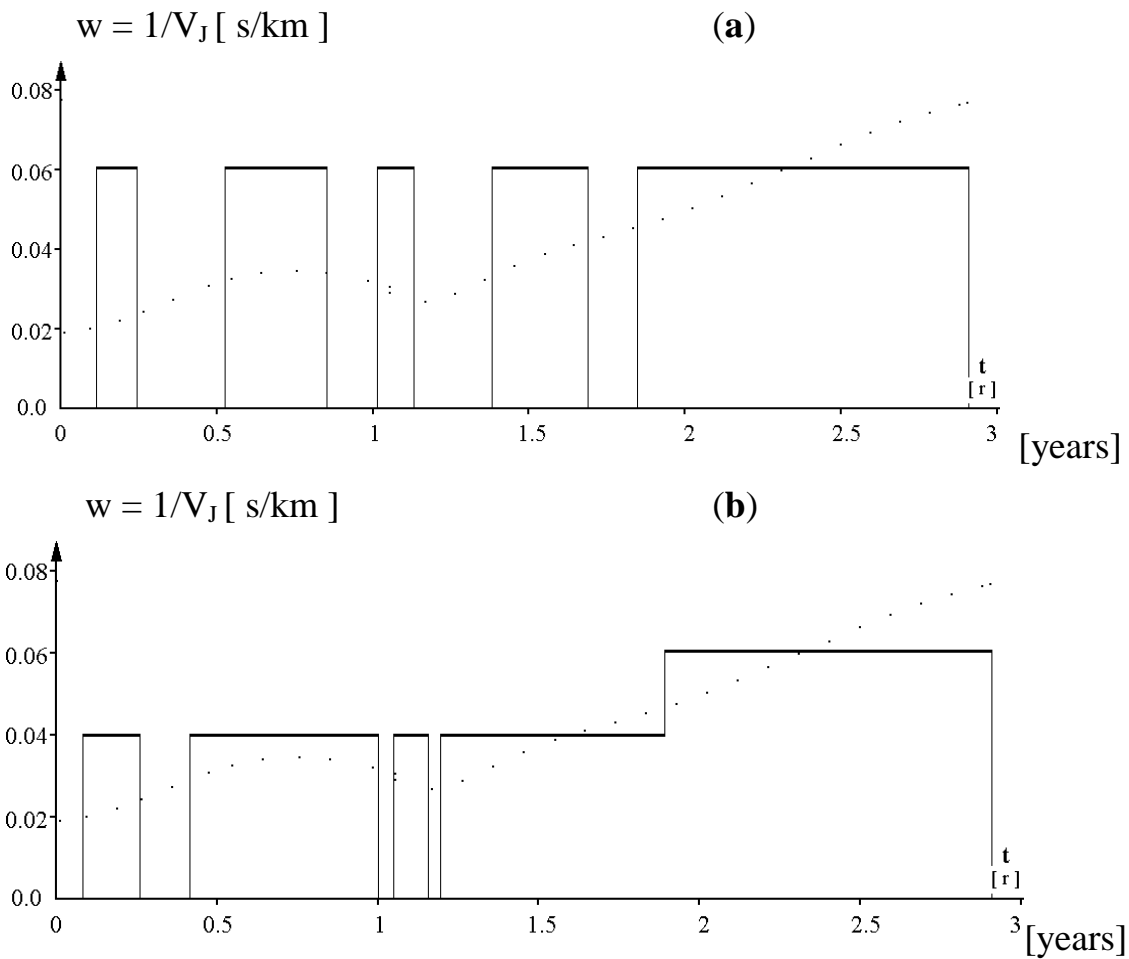 w = 1/V_J [ s/km ]
(a)
0.08
0.06
0.04
0.02
0.0
0 0.5 1 1.5 2 2.5 3
t
[ r ]
[years]
w = 1/V_J [ s/km ]
(b)
0.08
0.06
0.04
0.02
0.0
0 0.5 1 1.5 2 2.5 3
t
[ r ]
[years]